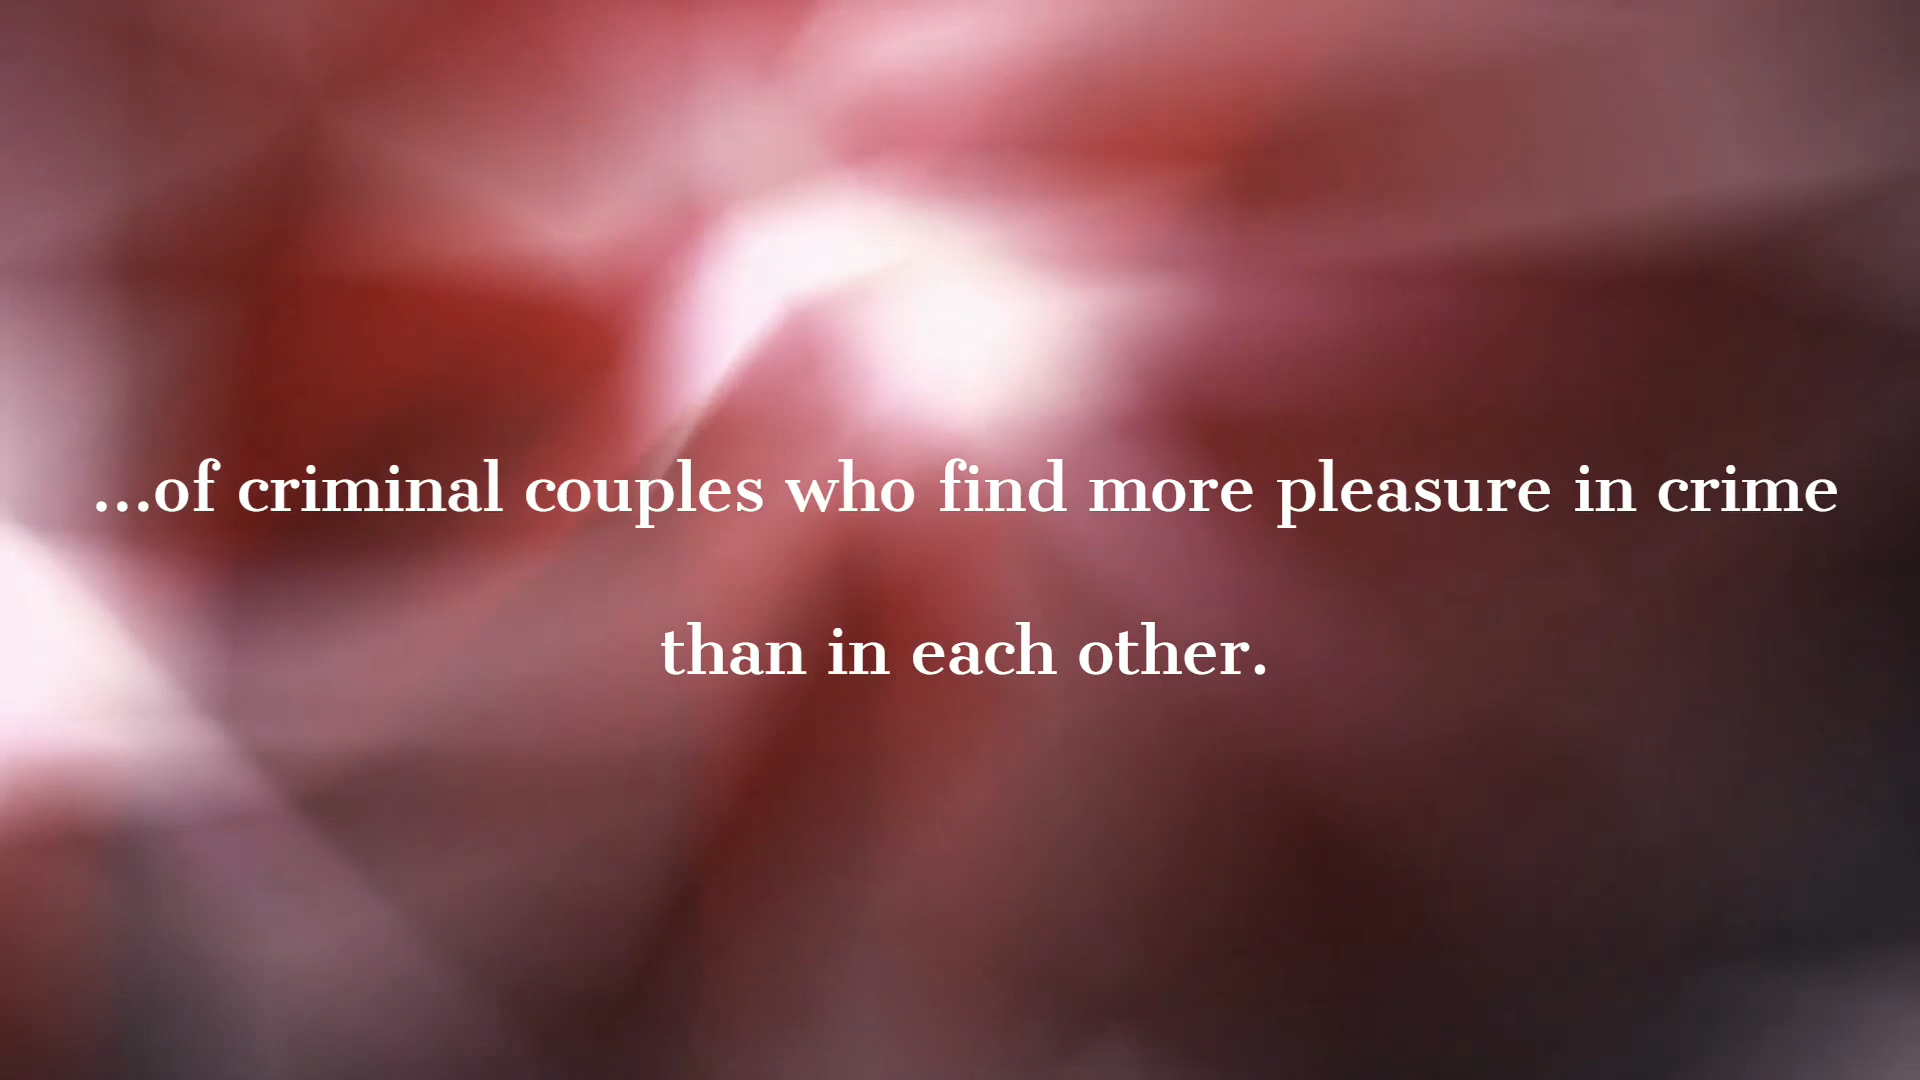 ...of criminal couples who find more pleasure in crime
than in each other.